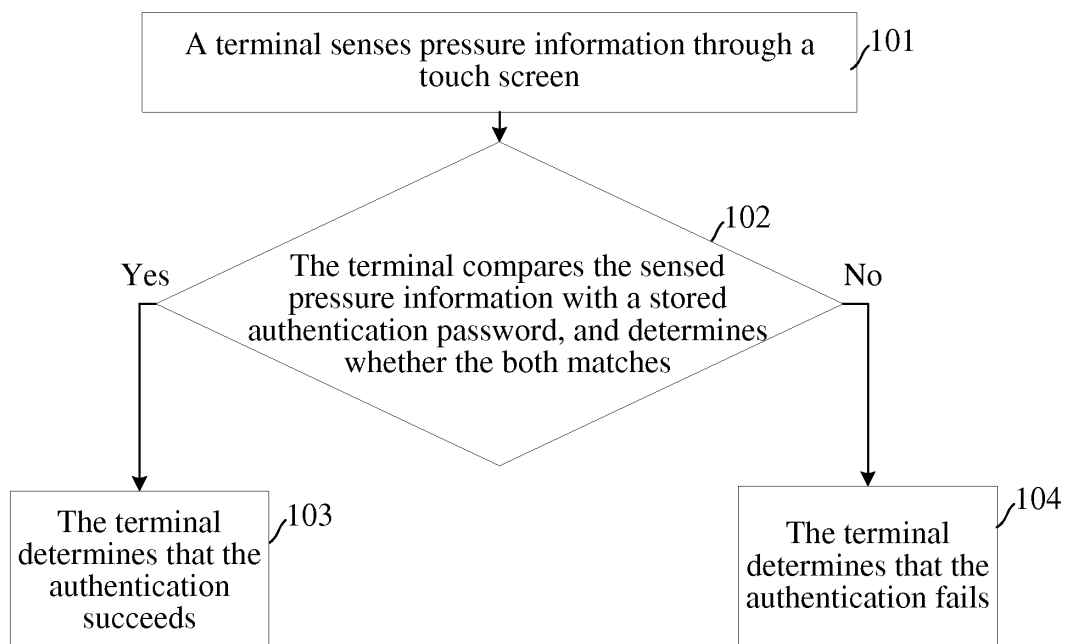 A terminal senses pressure information through a
touch screen
101
102
Yes
No
The terminal compares the sensed
pressure information with a stored
authentication password, and determines
whether the both matches
103
The terminal
determines that the
authentication
succeeds
104
The terminal
determines that the
authentication fails